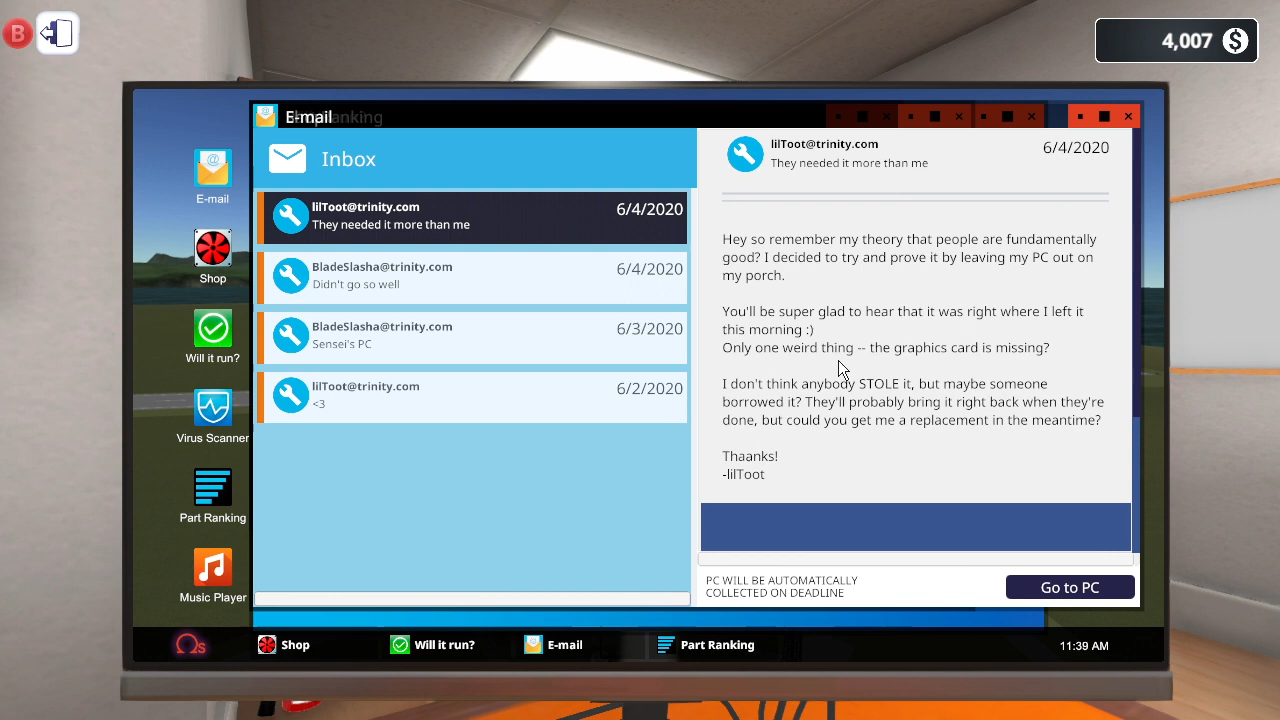 B
4,007 $
E-mail
Inbox
lilToot@trinity.com
6/4/2020
They needed it more than me
BladeSlasha@trinity.com
6/4/2020
Didn't go so well
BladeSlasha@trinity.com
6/3/2020
Sensei's PC
lilToot@trinity.com
6/2/2020
<3
lilToot@trinity.com
6/4/2020
They needed it more than me
Hey so remember my theory that people are fundamentally
good? I decided to try and prove it by leaving my PC out on
my porch.
You'll be super glad to hear that it was right where I left it
this morning :)
Only one weird thing -- the graphics card is missing?
I don't think anybody STOLE it, but maybe someone
borrowed it? They'll probably bring it right back when they're
done, but could you get me a replacement in the meantime?
Thaanks!
-lilToot
PC WILL BE AUTOMATICALLY
COLLECTED ON DEADLINE
Go to PC
E-mail
Shop
Will it run?
Virus Scanner
Part Ranking
Music Player
Ωs
Shop
Will it run?
E-mail
Part Ranking
11:39 AM